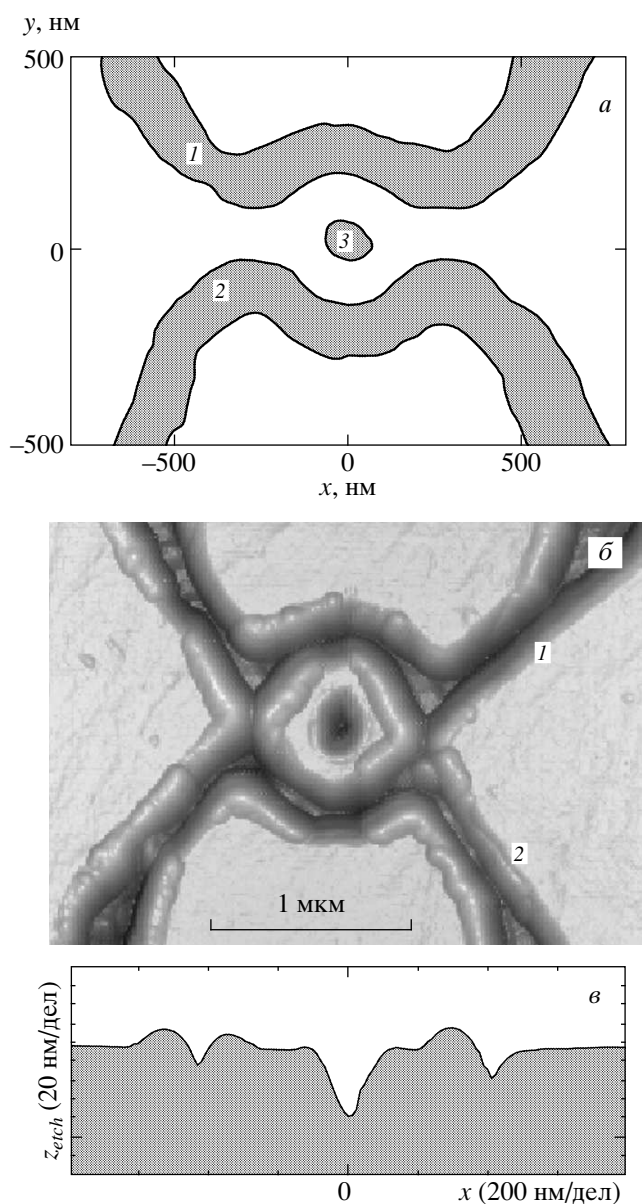 y, нм
500
а
1
0
3
2
–500
–500 0 500
x, нм
б
1
2
1 мкм
в
z_etch (20 нм/дел)
0 x (200 нм/дел)